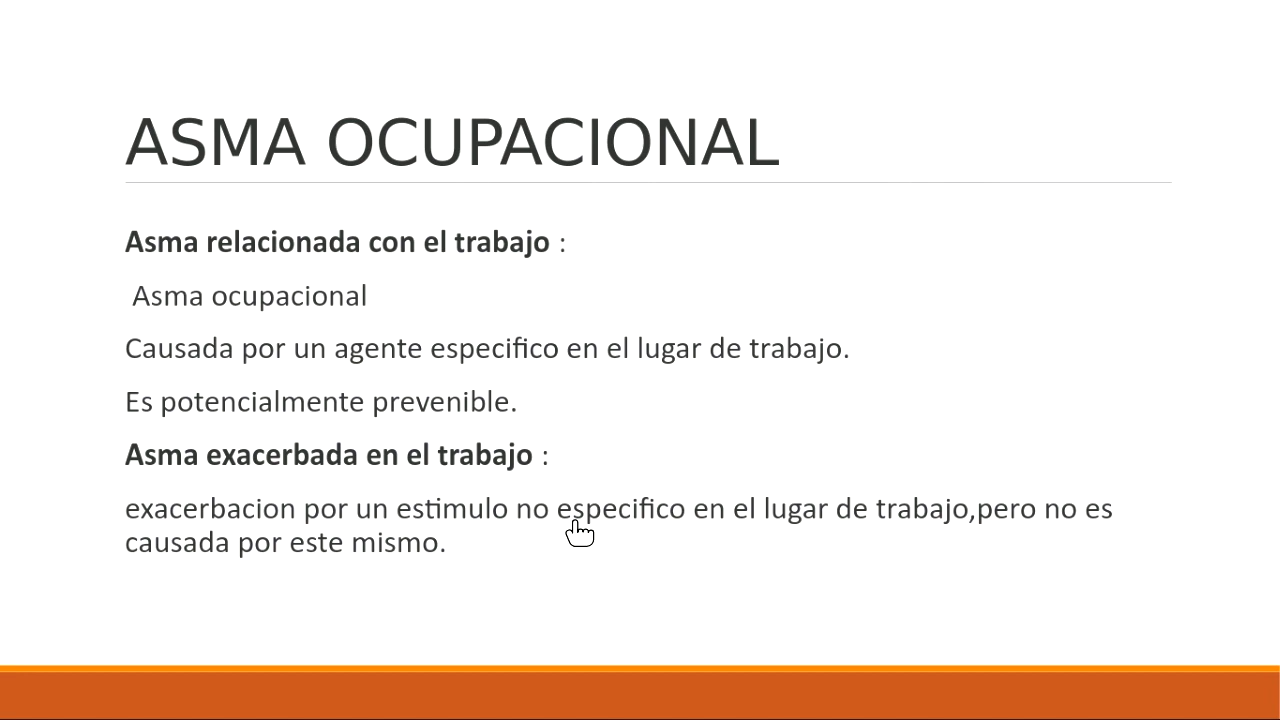 ASMA OCUPACIONAL
Asma relacionada con el trabajo :
Asma ocupacional
Causada por un agente especifico en el lugar de trabajo.
Es potencialmente prevenible.
Asma exacerbada en el trabajo :
exacerbacion por un estimulo no especifico en el lugar de trabajo,pero no es
causada por este mismo.